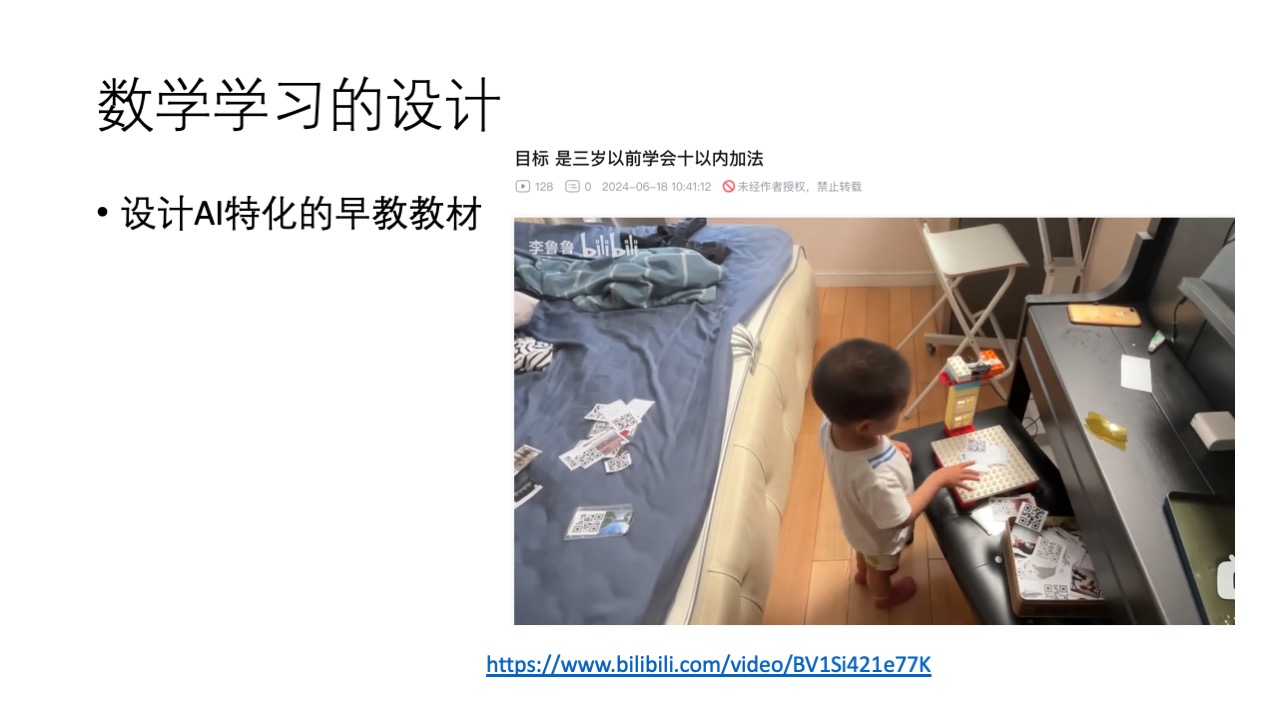 数学学习的设计
• 设计AI特化的早教教材
目标 是三岁以前学会十以内加法
128 0 2024-06-18 10:41:12 未经作者授权，禁止转载
李鲁鲁 bilibili
https://www.bilibili.com/video/BV1Si421e77K